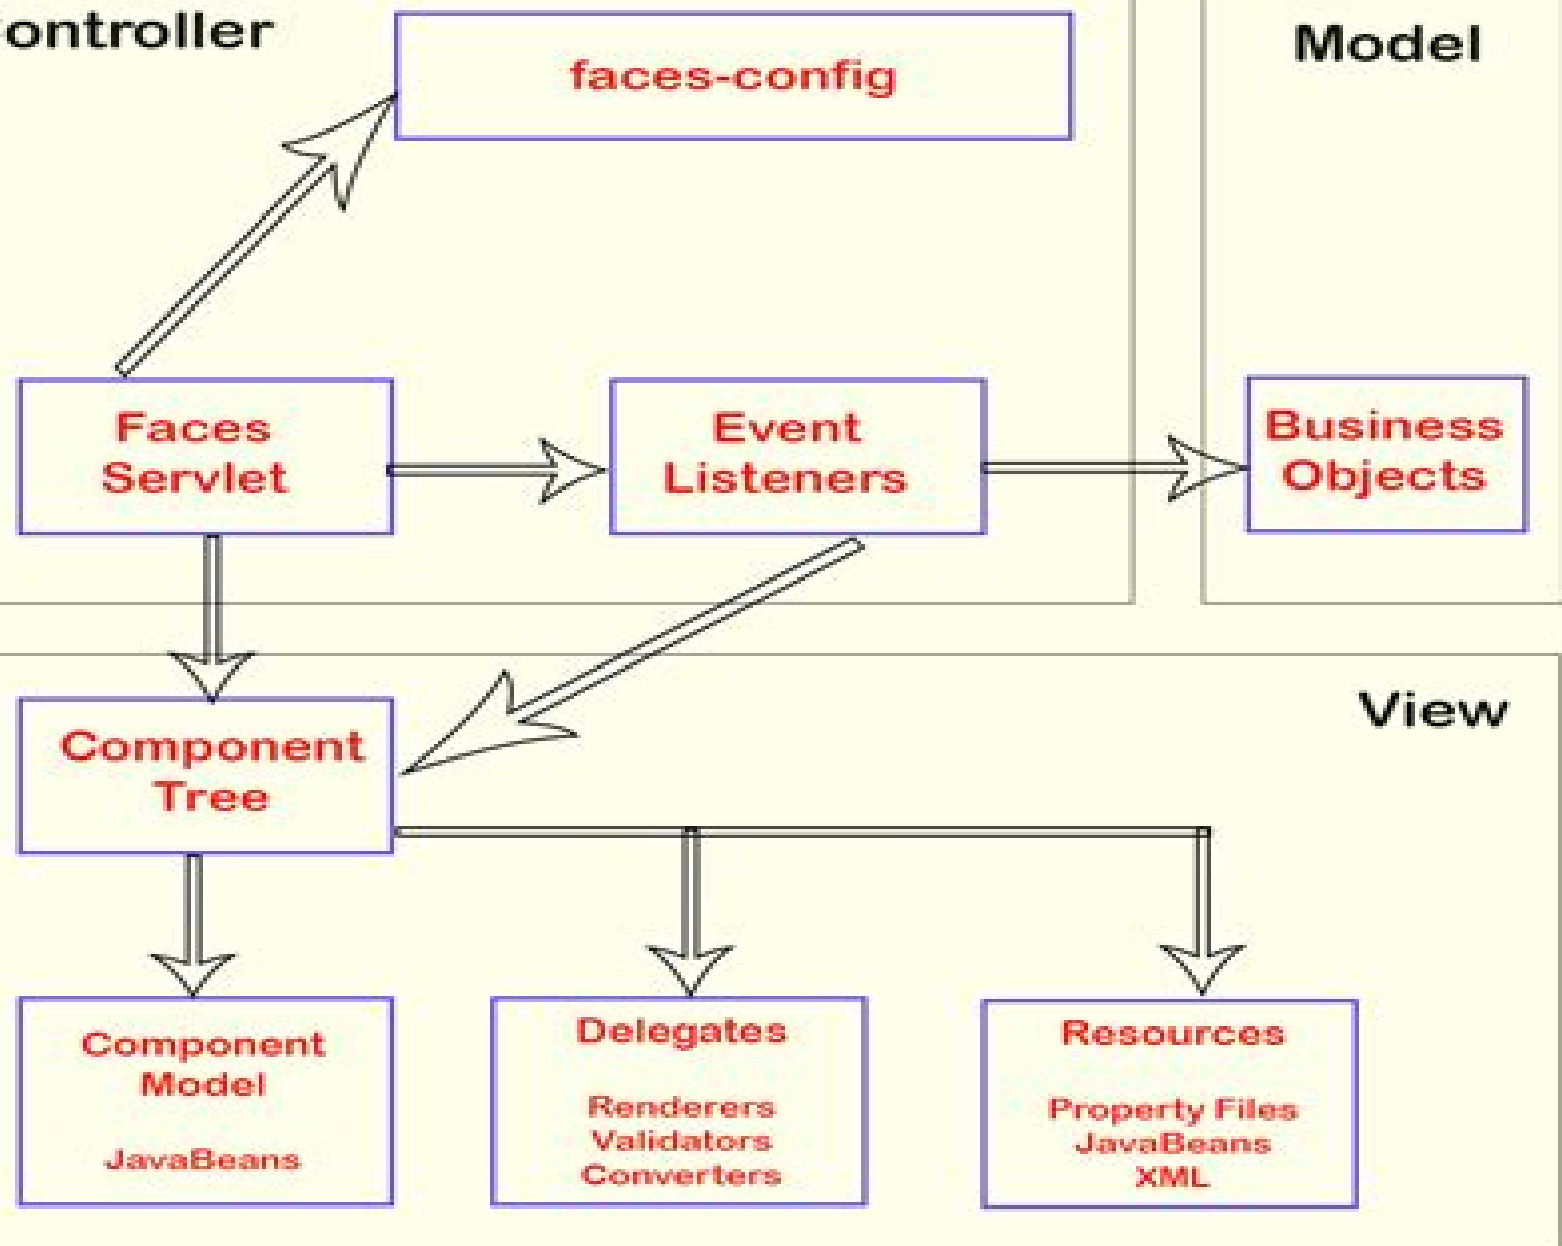 ontroller
faces-config
Model
Faces
Servlet
Event
Listeners
Business
Objects
View
Component
Tree
Component
Model
JavaBeans
Delegates
Renderers
Validators
Converters
Resources
Property Files
JavaBeans
XML